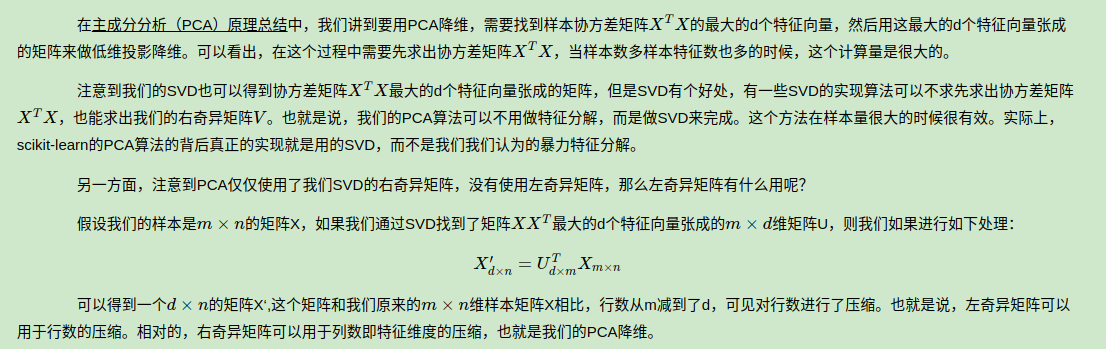 在主成分分析（PCA）原理总结中，我们讲到要用PCA降维，需要找到样本协方差矩阵X^T X的最大的d个特征向量，然后用这最大的d个特征向量张成
的矩阵来做低维投影降维。可以看出，在这个过程中需要先求出协方差矩阵X^T X，当样本数多样本特征数也多的时候，这个计算量是很大的。
注意到我们的SVD也可以得到协方差矩阵X^T X最大的d个特征向量张成的矩阵，但是SVD有个好处，有一些SVD的实现算法可以不求先求出协方差矩阵
X^T X，也能求出我们的右奇异矩阵V。也就是说，我们的PCA算法可以不用做特征分解，而是做SVD来完成。这个方法在样本量很大的时候很有效。实际上，
scikit-learn的PCA算法的背后真正的实现就是用的SVD，而不是我们我们认为的暴力特征分解。
另一方面，注意到PCA仅仅使用了我们SVD的右奇异矩阵，没有使用左奇异矩阵，那么左奇异矩阵有什么用呢？
假设我们的样本是m × n的矩阵X，如果我们通过SVD找到了矩阵XX^T最大的d个特征向量张成的m × d维矩阵U，则我们如果进行如下处理：
X'_{d×n} = U^T_{d×m} X_{m×n}
可以得到一个d × n的矩阵X‘,这个矩阵和我们原来的m × n维样本矩阵X相比，行数从m减到了d，可见对行数进行了压缩。也就是说，左奇异矩阵可以
用于行数的压缩。相对的，右奇异矩阵可以用于列数即特征维度的压缩，也就是我们的PCA降维。